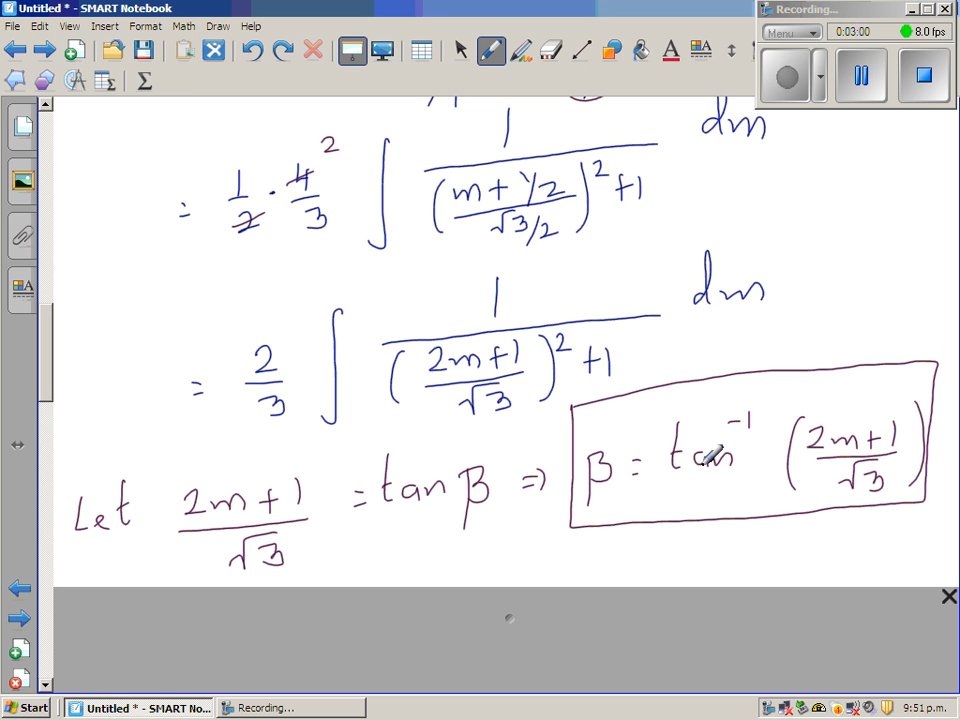 Untitled * - SMART Notebook
Recording...
File Edit View Insert Format Math Draw Help
Menu 0:03:00 8.0 fps
1 dm
= 1/2 · 4/3 2 ∫ 1/(((m + 1/2)/(√3/2))² + 1)
= 2/3 ∫ 1/(((2m+1)/√3)² + 1) dm
Let (2m+1)/√3 = tan β ⇒ β = tan⁻¹ ((2m+1)/√3)
Start Untitled * - SMART No... Recording... 9:51 p.m.